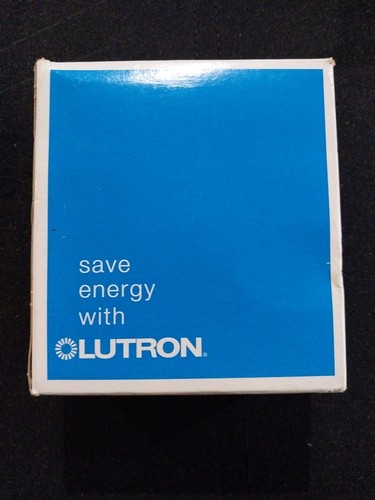 save
energy
with
LUTRON®